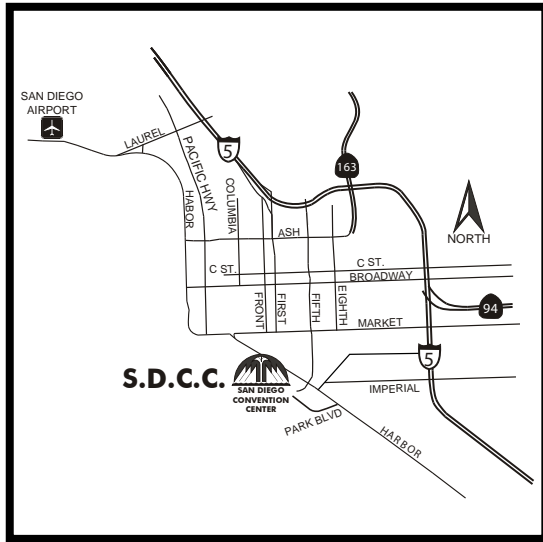 SAN DIEGO
AIRPORT
LAUREL
PACIFIC HWY
5
163
HABOR
COLUMBIA
ASH
NORTH
C ST.
C ST.
BROADWAY
FRONT
FIRST
FIFTH
EIGHTH
94
MARKET
5
S.D.C.C.
SAN DIEGO
CONVENTION
CENTER
IMPERIAL
PARK BLVD
HARBOR